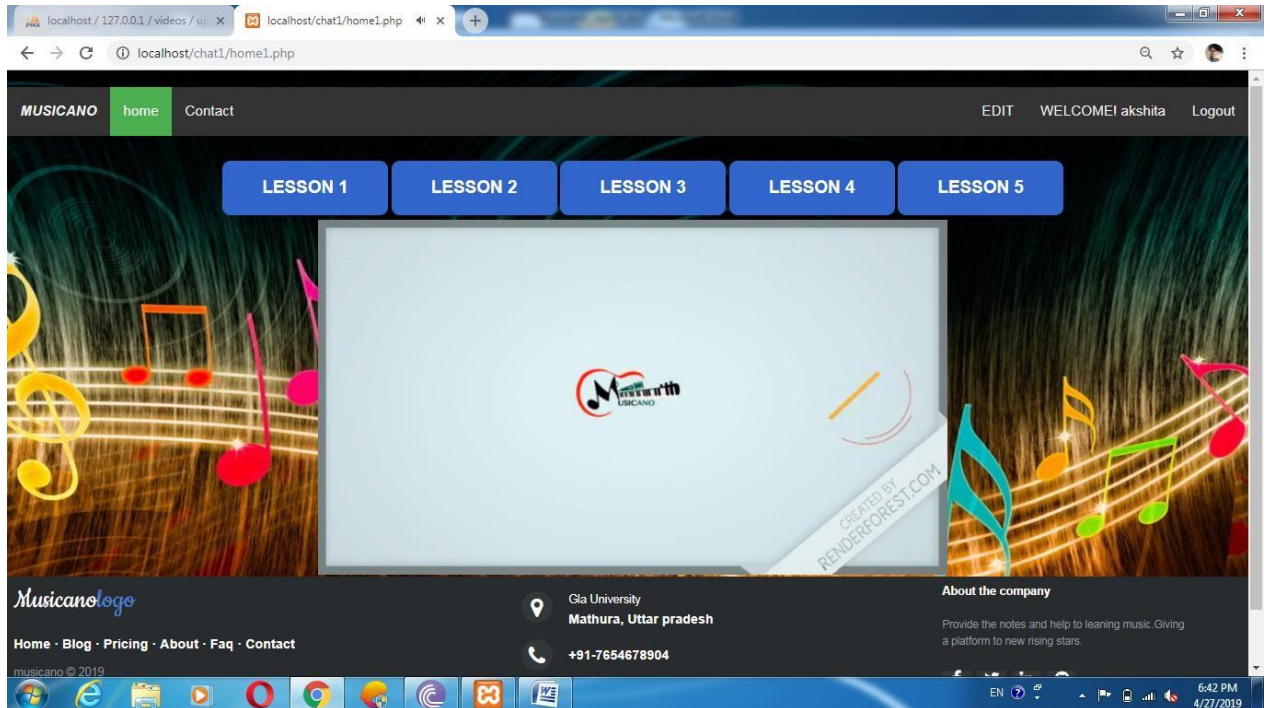 localhost / 127.0.0.1 / videos / up
localhost/chat1/home1.php
localhost/chat1/home1.php
MUSICANO home Contact EDIT WELCOME! akshita Logout
LESSON 1 LESSON 2 LESSON 3 LESSON 4 LESSON 5
USICANO
CREATED BY
RENDERFOREST.COM
Musicanologo
Home · Blog · Pricing · About · Faq · Contact
musicano © 2019
Gla University
Mathura, Uttar pradesh
+91-7654678904
About the company
Provide the notes and help to leaning music.Giving
a platform to new rising stars.
EN
6:42 PM
4/27/2019